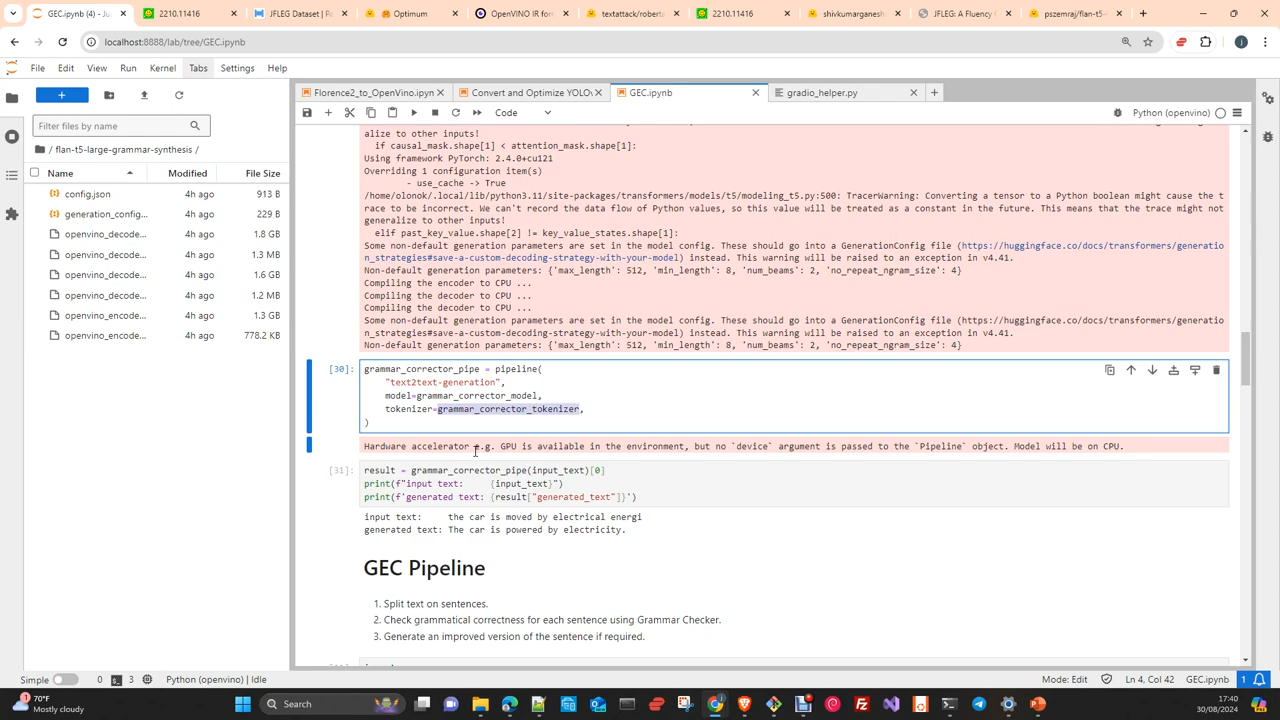 GEC.ipynb (4) - Ju
2210.11416
JFLEG Dataset | Pa
Optimum
OpenVINO IR for
textattack/roberta
2210.11416
shivkumarganesh
JFLEG: A Fluency C
pszemraj/flan-t5-
localhost:8888/lab/tree/GEC.ipynb
File Edit View Run Kernel Tabs Settings Help
Florence2_to_OpenVino.ipyn
Convert and Optimize YOLOv
GEC.ipynb
gradio_helper.py
Code
Python (openvino)
Filter files by name
/ flan-t5-large-grammar-synthesis /
Name Modified File Size
config.json 4h ago 913 B
generation_config,... 4h ago 229 B
openvino_decode... 4h ago 1.8 GB
openvino_decode... 4h ago 1.3 MB
openvino_decode... 4h ago 1.6 GB
openvino_decode... 4h ago 1.2 MB
openvino_encode... 4h ago 1.3 GB
openvino_encode... 4h ago 778.2 KB
alize to other inputs!
if causal_mask.shape[1] < attention_mask.shape[1]:
Using framework PyTorch: 2.4.0+cu121
Overriding 1 configuration item(s)
- use_cache -> True
/home/olonok/.local/lib/python3.11/site-packages/transformers/models/t5/modeling_t5.py:500: TracerWarning: Converting a tensor to a Python boolean might cause the t
race to be incorrect. We can't record the data flow of Python values, so this value will be treated as a constant in the future. This means that the trace might not
generalize to other inputs!
elif past_key_value.shape[2] != key_value_states.shape[1]:
Some non-default generation parameters are set in the model config. These should go into a GenerationConfig file (https://huggingface.co/docs/transformers/generatio
n_strategies#save-a-custom-decoding-strategy-with-your-model) instead. This warning will be raised to an exception in v4.41.
Non-default generation parameters: {'max_length': 512, 'min_length': 8, 'num_beams': 2, 'no_repeat_ngram_size': 4}
Compiling the encoder to CPU ...
Compiling the decoder to CPU ...
Compiling the decoder to CPU ...
Some non-default generation parameters are set in the model config. These should go into a GenerationConfig file (https://huggingface.co/docs/transformers/generatio
n_strategies#save-a-custom-decoding-strategy-with-your-model) instead. This warning will be raised to an exception in v4.41.
Non-default generation parameters: {'max_length': 512, 'min_length': 8, 'num_beams': 2, 'no_repeat_ngram_size': 4}
[30]: grammar_corrector_pipe = pipeline(
"text2text-generation",
model=grammar_corrector_model,
tokenizer=grammar_corrector_tokenizer,
)
Hardware accelerator e.g. GPU is available in the environment, but no `device` argument is passed to the `Pipeline` object. Model will be on CPU.
[31]: result = grammar_corrector_pipe(input_text)[0]
print(f"input text:     {input_text}")
print(f'generated text: {result["generated_text"]}')
input text:     the car is moved by electrical energi
generated text: The car is powered by electricity.
GEC Pipeline
1. Split text on sentences.
2. Check grammatical correctness for each sentence using Grammar Checker.
3. Generate an improved version of the sentence if required.
Simple 0 3 Python (openvino) | Idle
Mode: Edit Ln 4, Col 42 GEC.ipynb 1
70°F
Mostly cloudy
Search
17:40
30/08/2024